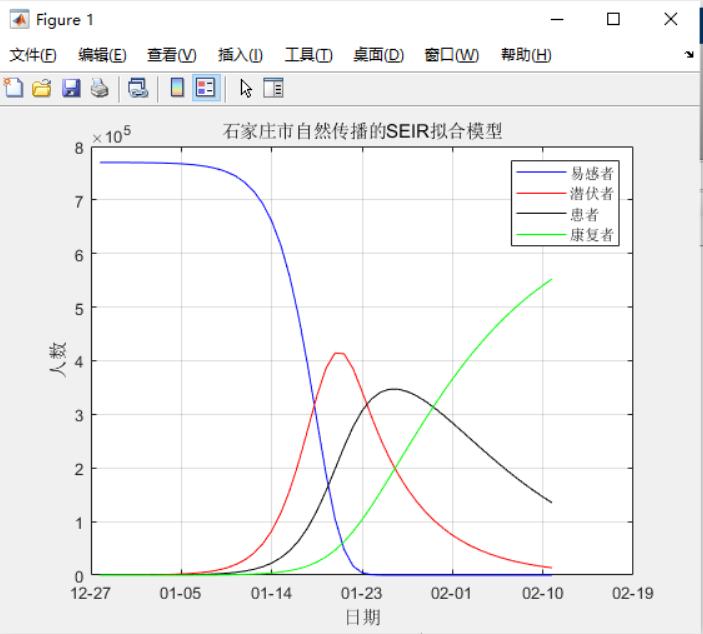 Figure 1
文件(F) 编辑(E) 查看(V) 插入(I) 工具(T) 桌面(D) 窗口(W) 帮助(H)
石家庄市自然传播的SEIR拟合模型
×10^5
8
7
6
5
4
3
2
1
0
人数
易感者
潜伏者
患者
康复者
12-27 01-05 01-14 01-23 02-01 02-10 02-19
日期